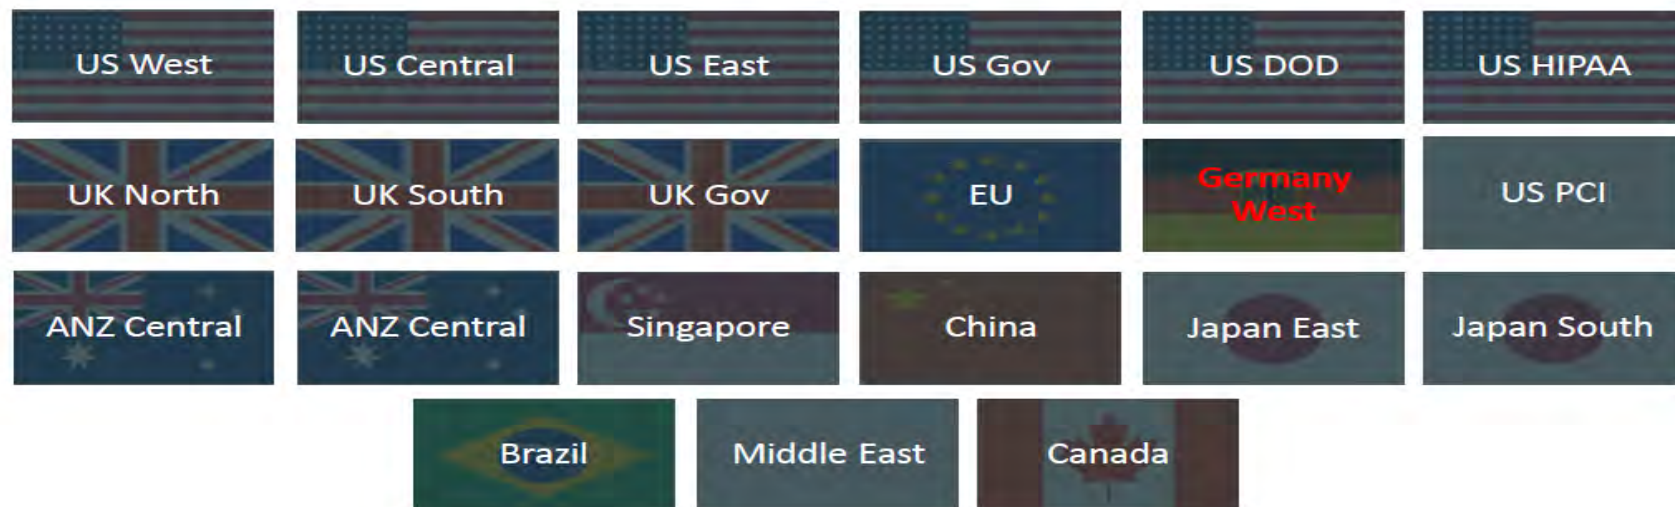 US West
US Central
US East
US Gov
US DOD
US HIPAA
UK North
UK South
UK Gov
EU
Germany
West
US PCI
ANZ Central
ANZ Central
Singapore
China
Japan East
Japan South
Brazil
Middle East
Canada